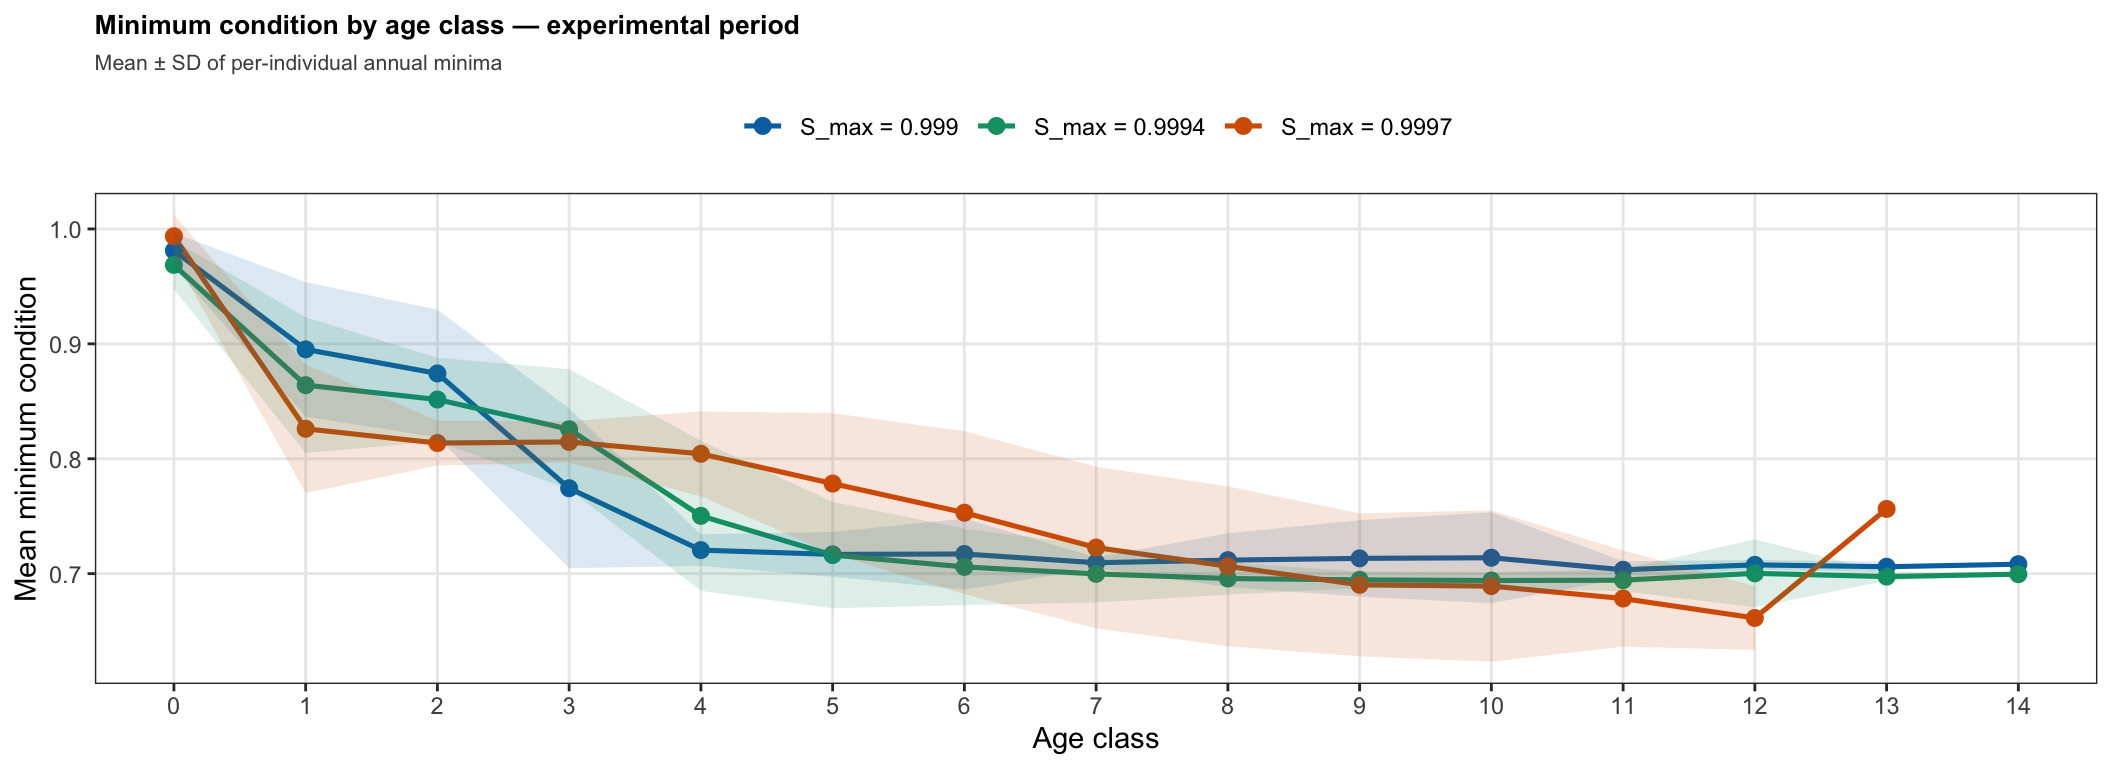 Minimum condition by age class — experimental period
Mean ± SD of per-individual annual minima
S_max = 0.999 S_max = 0.9994 S_max = 0.9997
Mean minimum condition
1.0
0.9
0.8
0.7
0 1 2 3 4 5 6 7 8 9 10 11 12 13 14
Age class